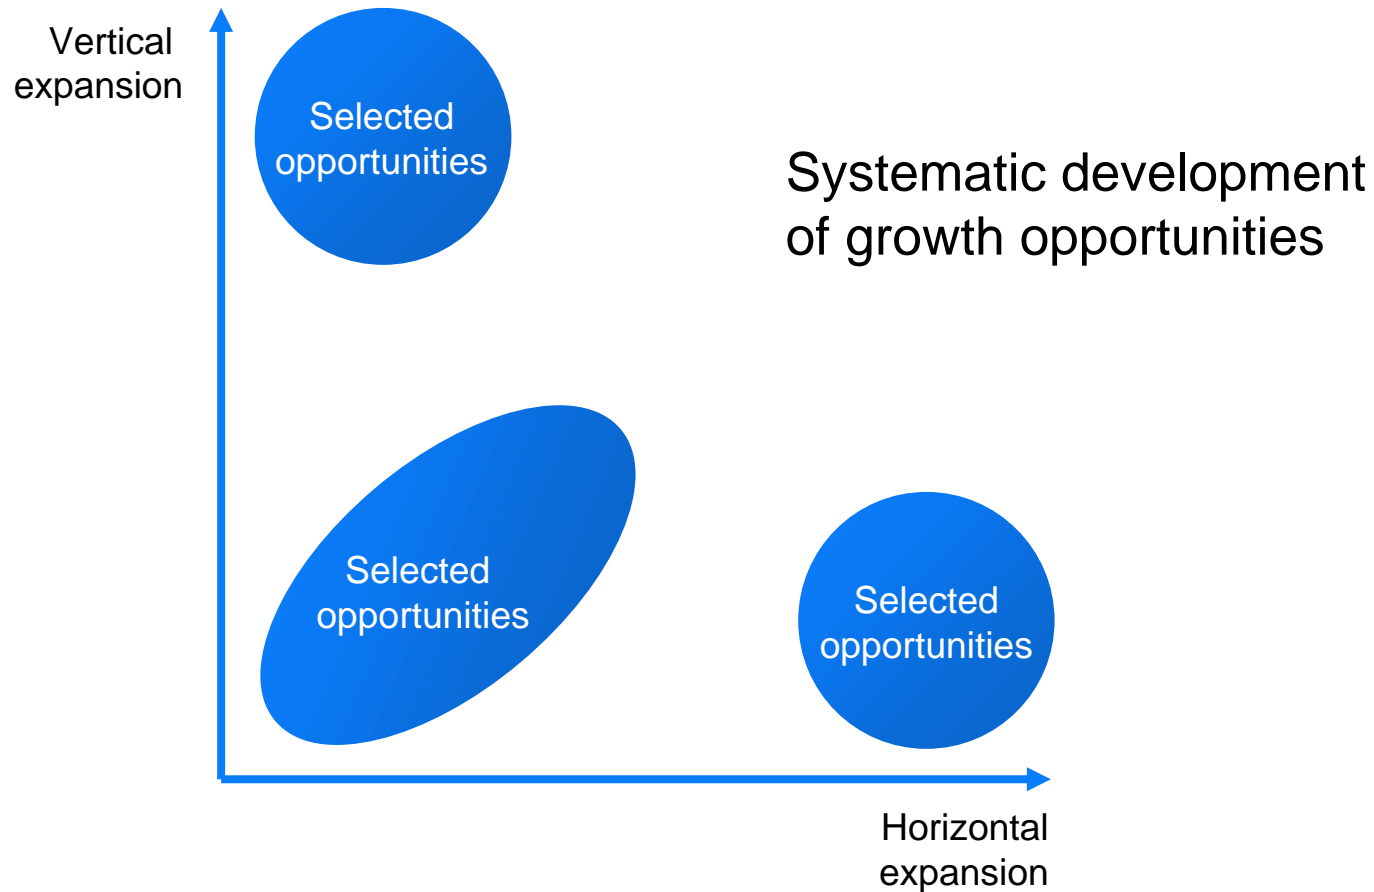 Vertical
expansion
Selected
opportunities
Systematic development
of growth opportunities
Selected
opportunities
Selected
opportunities
Horizontal
expansion